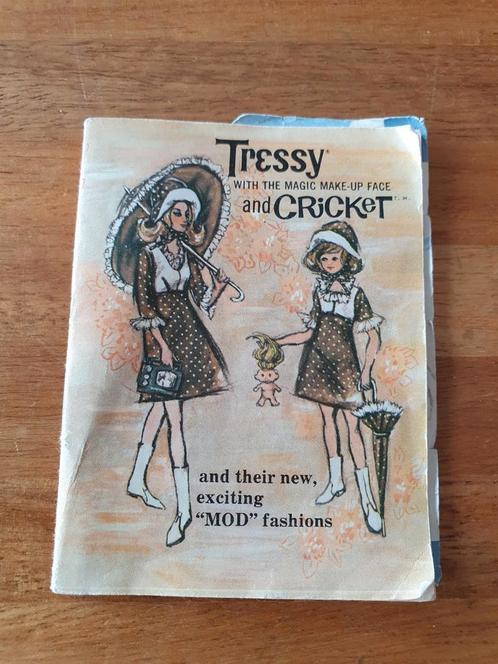 Tressy®
WITH THE MAGIC MAKE-UP FACE
and CRiCKeT T.M.
and their new,
exciting
"MOD" fashions